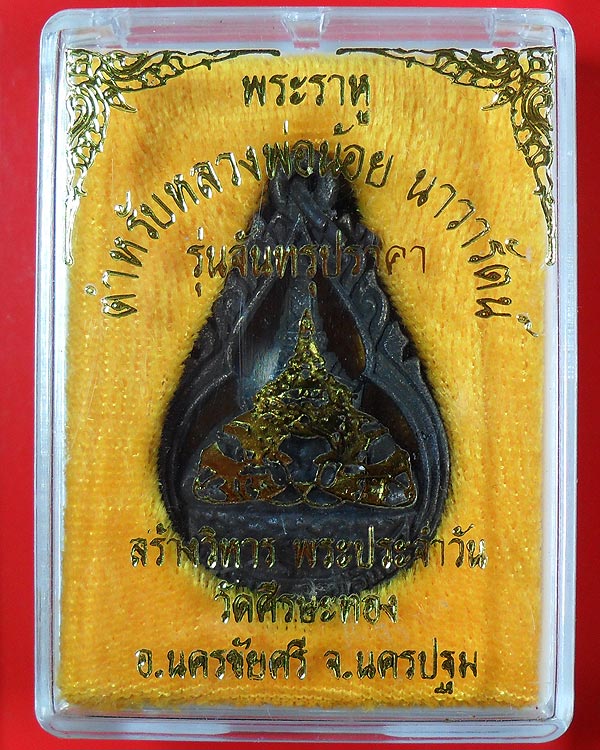 พระราหู
ตำหรับหลวงพ่อน้อย นาวารัตน์
รุ่นจันทรุปราคา
สร้างวิหาร พระประจำวัน
วัดศีรษะทอง
อ.นครชัยศรี จ.นครปฐม